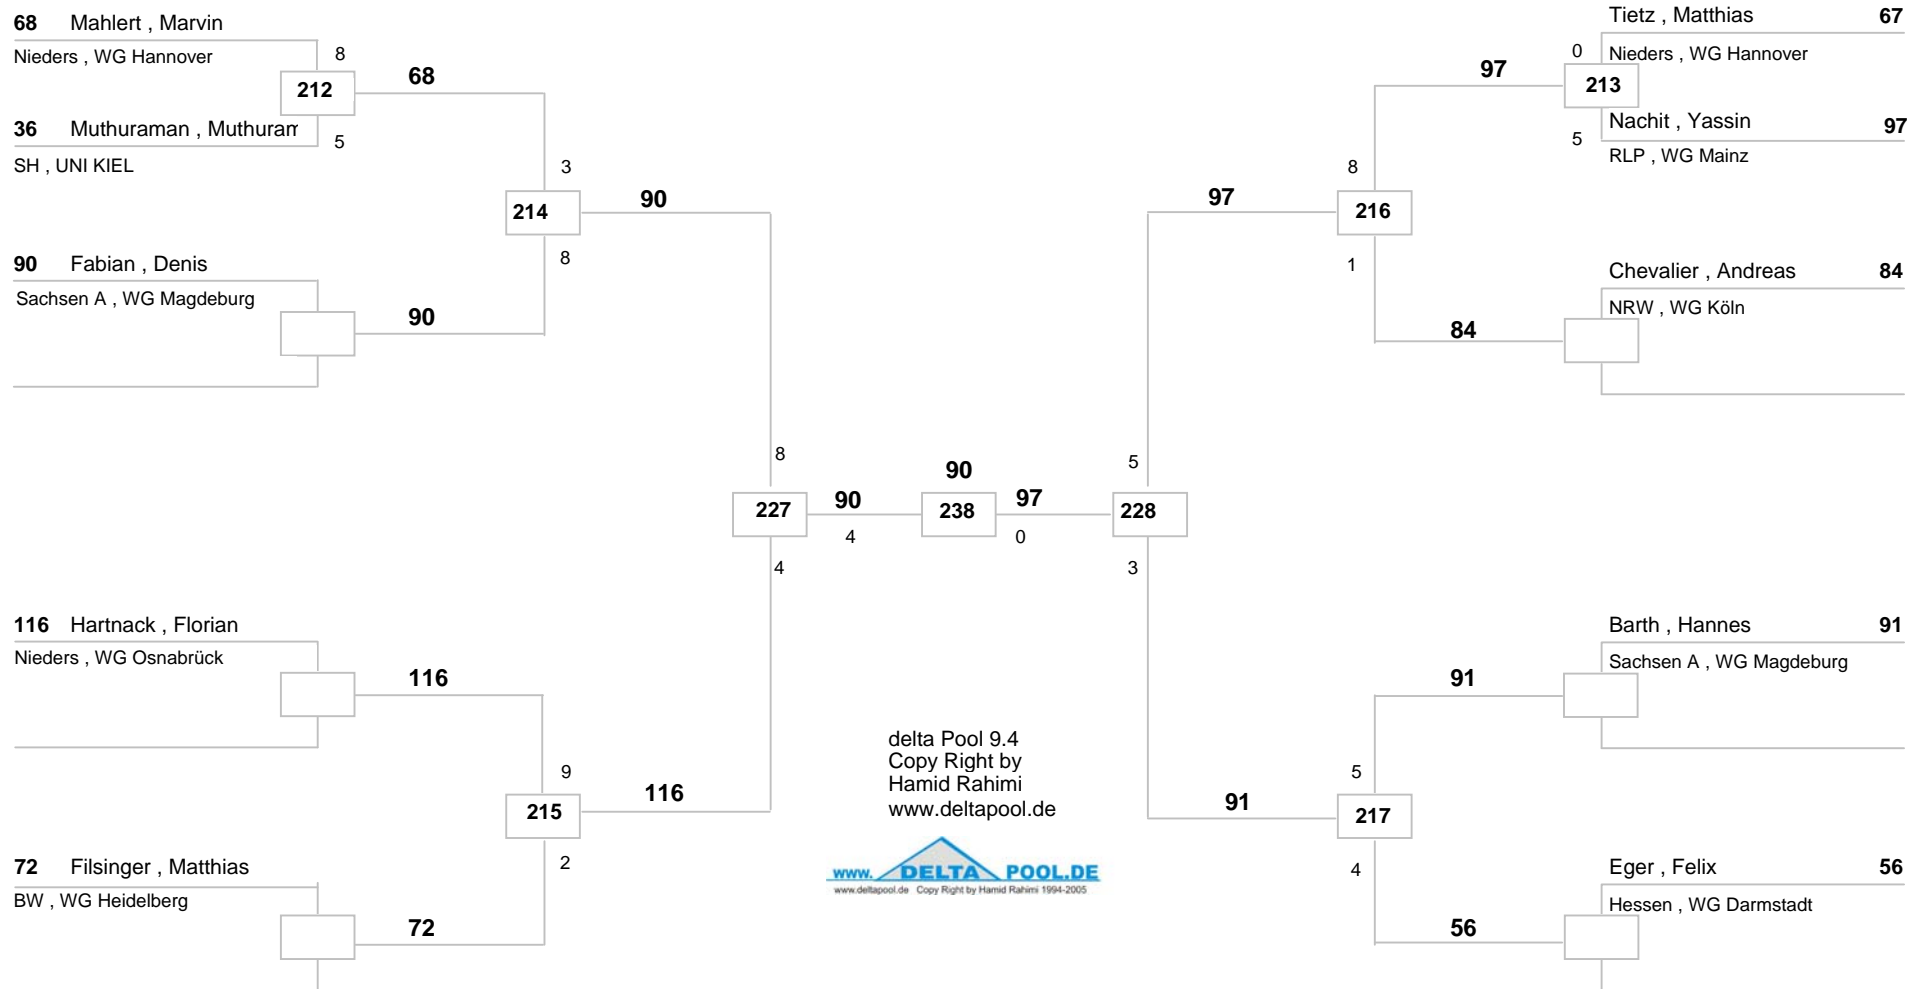 68 Mahlert , Marvin
Nieders , WG Hannover
8
212
68
36 Muthuraman , Muthuram
5
SH , UNI KIEL
3
214
90
8
90 Fabian , Denis
Sachsen A , WG Magdeburg
90
8
227
90
4
4
90
238
97
0
116 Hartnack , Florian
Nieders , WG Osnabrück
116
9
215
116
2
72 Filsinger , Matthias
BW , WG Heidelberg
72
Tietz , Matthias 67
0
Nieders , WG Hannover
97
213
Nachit , Yassin 97
5
RLP , WG Mainz
8
97
216
1
Chevalier , Andreas 84
NRW , WG Köln
84
5
228
3
Barth , Hannes 91
Sachsen A , WG Magdeburg
91
5
91
217
4
Eger , Felix 56
Hessen , WG Darmstadt
56
delta Pool 9.4
Copy Right by
Hamid Rahimi
www.deltapool.de
www. DELTA POOL.DE
www.deltapool.de Copy Right by Hamid Rahimi 1994-2005